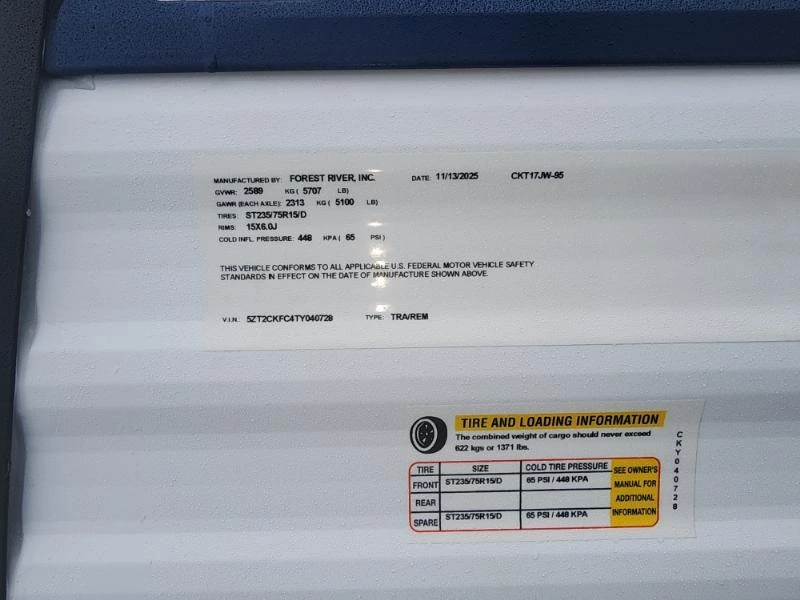 MANUFACTURED BY: FOREST RIVER, INC. DATE: 11/13/2025 CKT17JW-95
GVWR: 2589 KG ( 5707 LB)
GAWR (EACH AXLE): 2313 KG ( 5100 LB)
TIRES: ST235/75R15/D
RIMS: 15X6.0J
COLD INFL. PRESSURE: 448 KPA ( 65 PSI )
THIS VEHICLE CONFORMS TO ALL APPLICABLE U.S. FEDERAL MOTOR VEHICLE SAFETY
STANDARDS IN EFFECT ON THE DATE OF MANUFACTURE SHOWN ABOVE.
V.I.N.: 5ZT2CKFC4TY040728 TYPE: TRA/REM
TIRE AND LOADING INFORMATION
The combined weight of cargo should never exceed
622 kgs or 1371 lbs.
TIRE SIZE COLD TIRE PRESSURE
FRONT ST235/75R15/D 65 PSI / 448 KPA
REAR
SPARE ST235/75R15/D 65 PSI / 448 KPA
SEE OWNER'S
MANUAL FOR
ADDITIONAL
INFORMATION
CKY040728